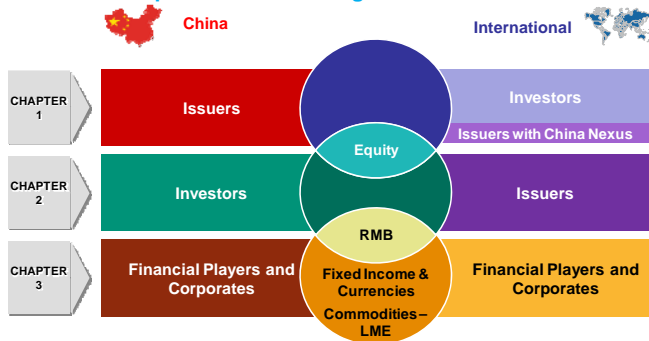 China
International
CHAPTER
1
Issuers
Investors
Issuers with China Nexus
Equity
CHAPTER
2
Investors
Issuers
RMB
CHAPTER
3
Financial Players and
Corporates
Fixed Income &
Currencies
Commodities–
LME
Financial Players and
Corporates